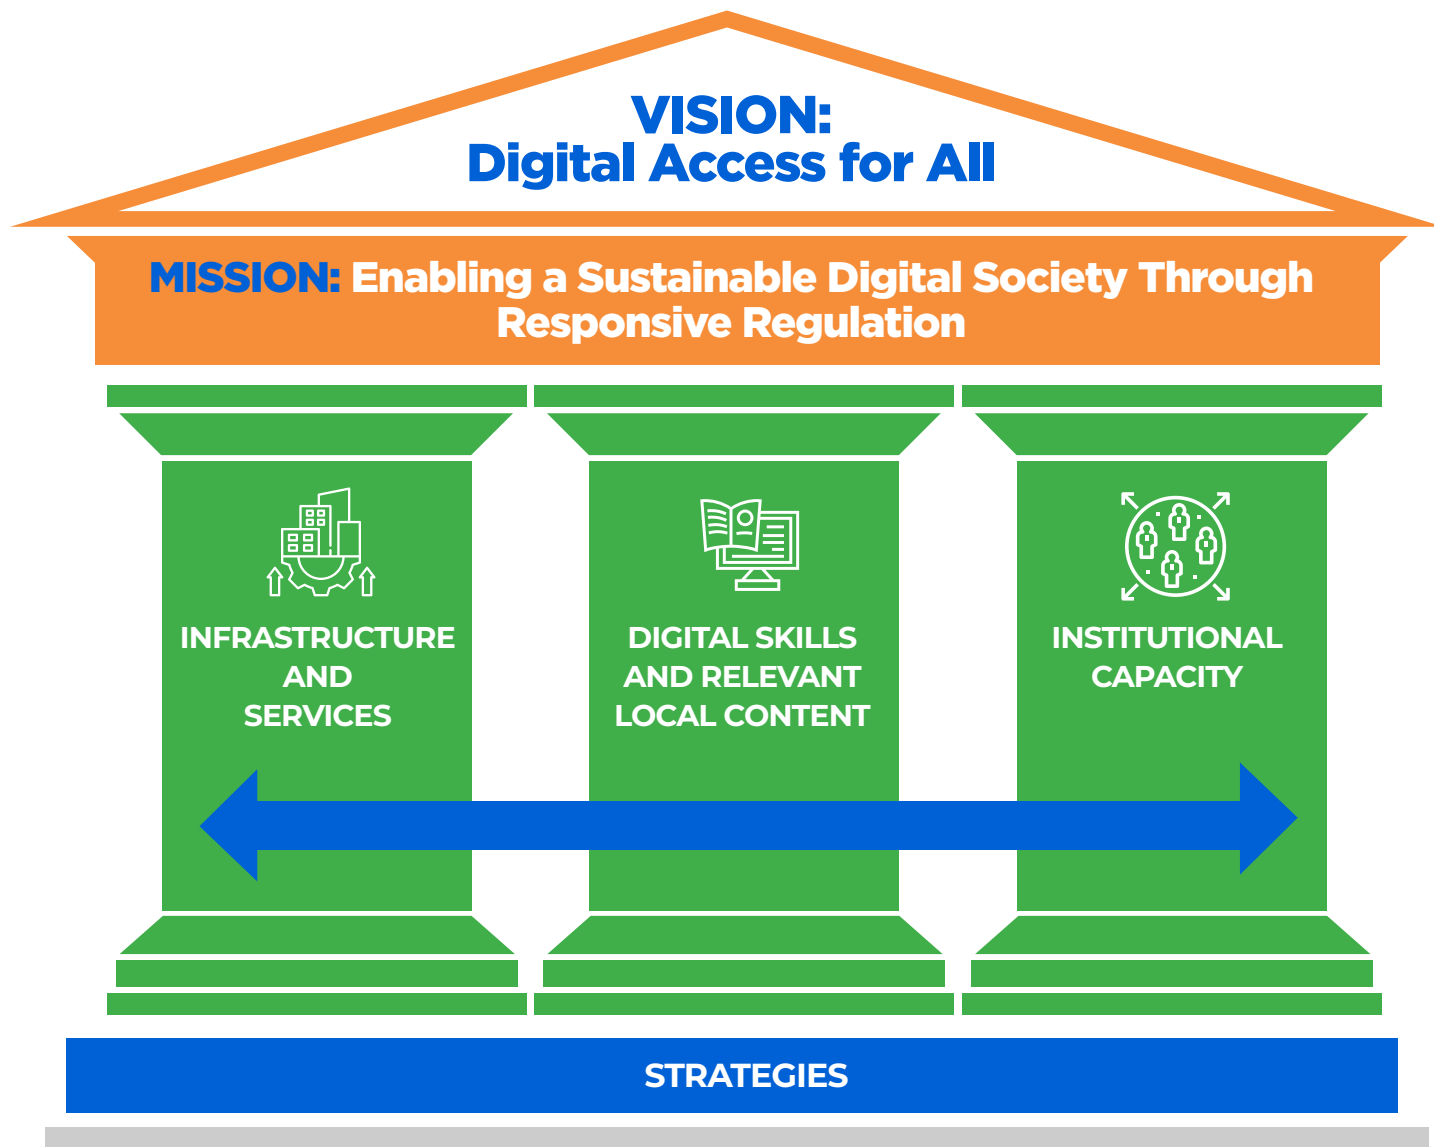 VISION:
Digital Access for All
MISSION: Enabling a Sustainable Digital Society Through
Responsive Regulation
INFRASTRUCTURE
AND
SERVICES
DIGITAL SKILLS
AND RELEVANT
LOCAL CONTENT
INSTITUTIONAL
CAPACITY
STRATEGIES